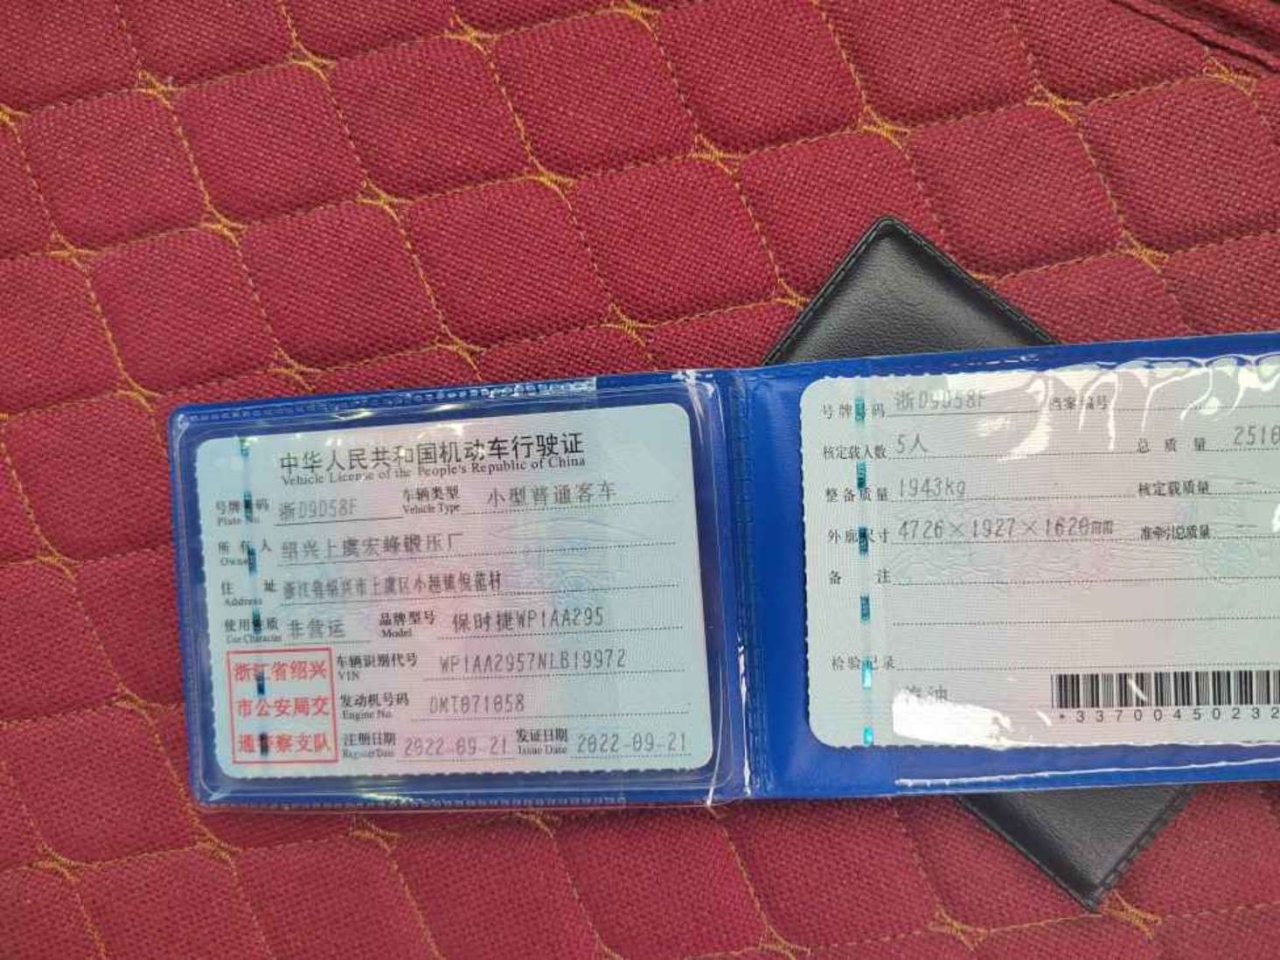 中华人民共和国机动车行驶证
Vehicle License of the People's Republic of China
号牌号码 浙D9D58F 车辆类型 小型普通客车
Plate No. Vehicle Type
所有人 绍兴上虞宏峰锻压厂
Owner
住址 浙江省绍兴市上虞区小越镇倪梁村
Address
使用性质 非营运 品牌型号 保时捷WP1AA295
Use Character Model
浙江省绍兴
市公安局交
通警察支队
车辆识别代号 WP1AA2957NLB19972
VIN
发动机号码 DMT071058
Engine No.
注册日期 2022-09-21 发证日期 2022-09-21
Register Date Issue Date
号牌号码 浙D9D58F 档案编号
核定载人数 5人 总质量 2510
整备质量 1943kg 核定载质量 --
外廓尺寸 4726×1927×1620mm 准牵引总质量 --
备注
检验记录
汽油
*33700450232